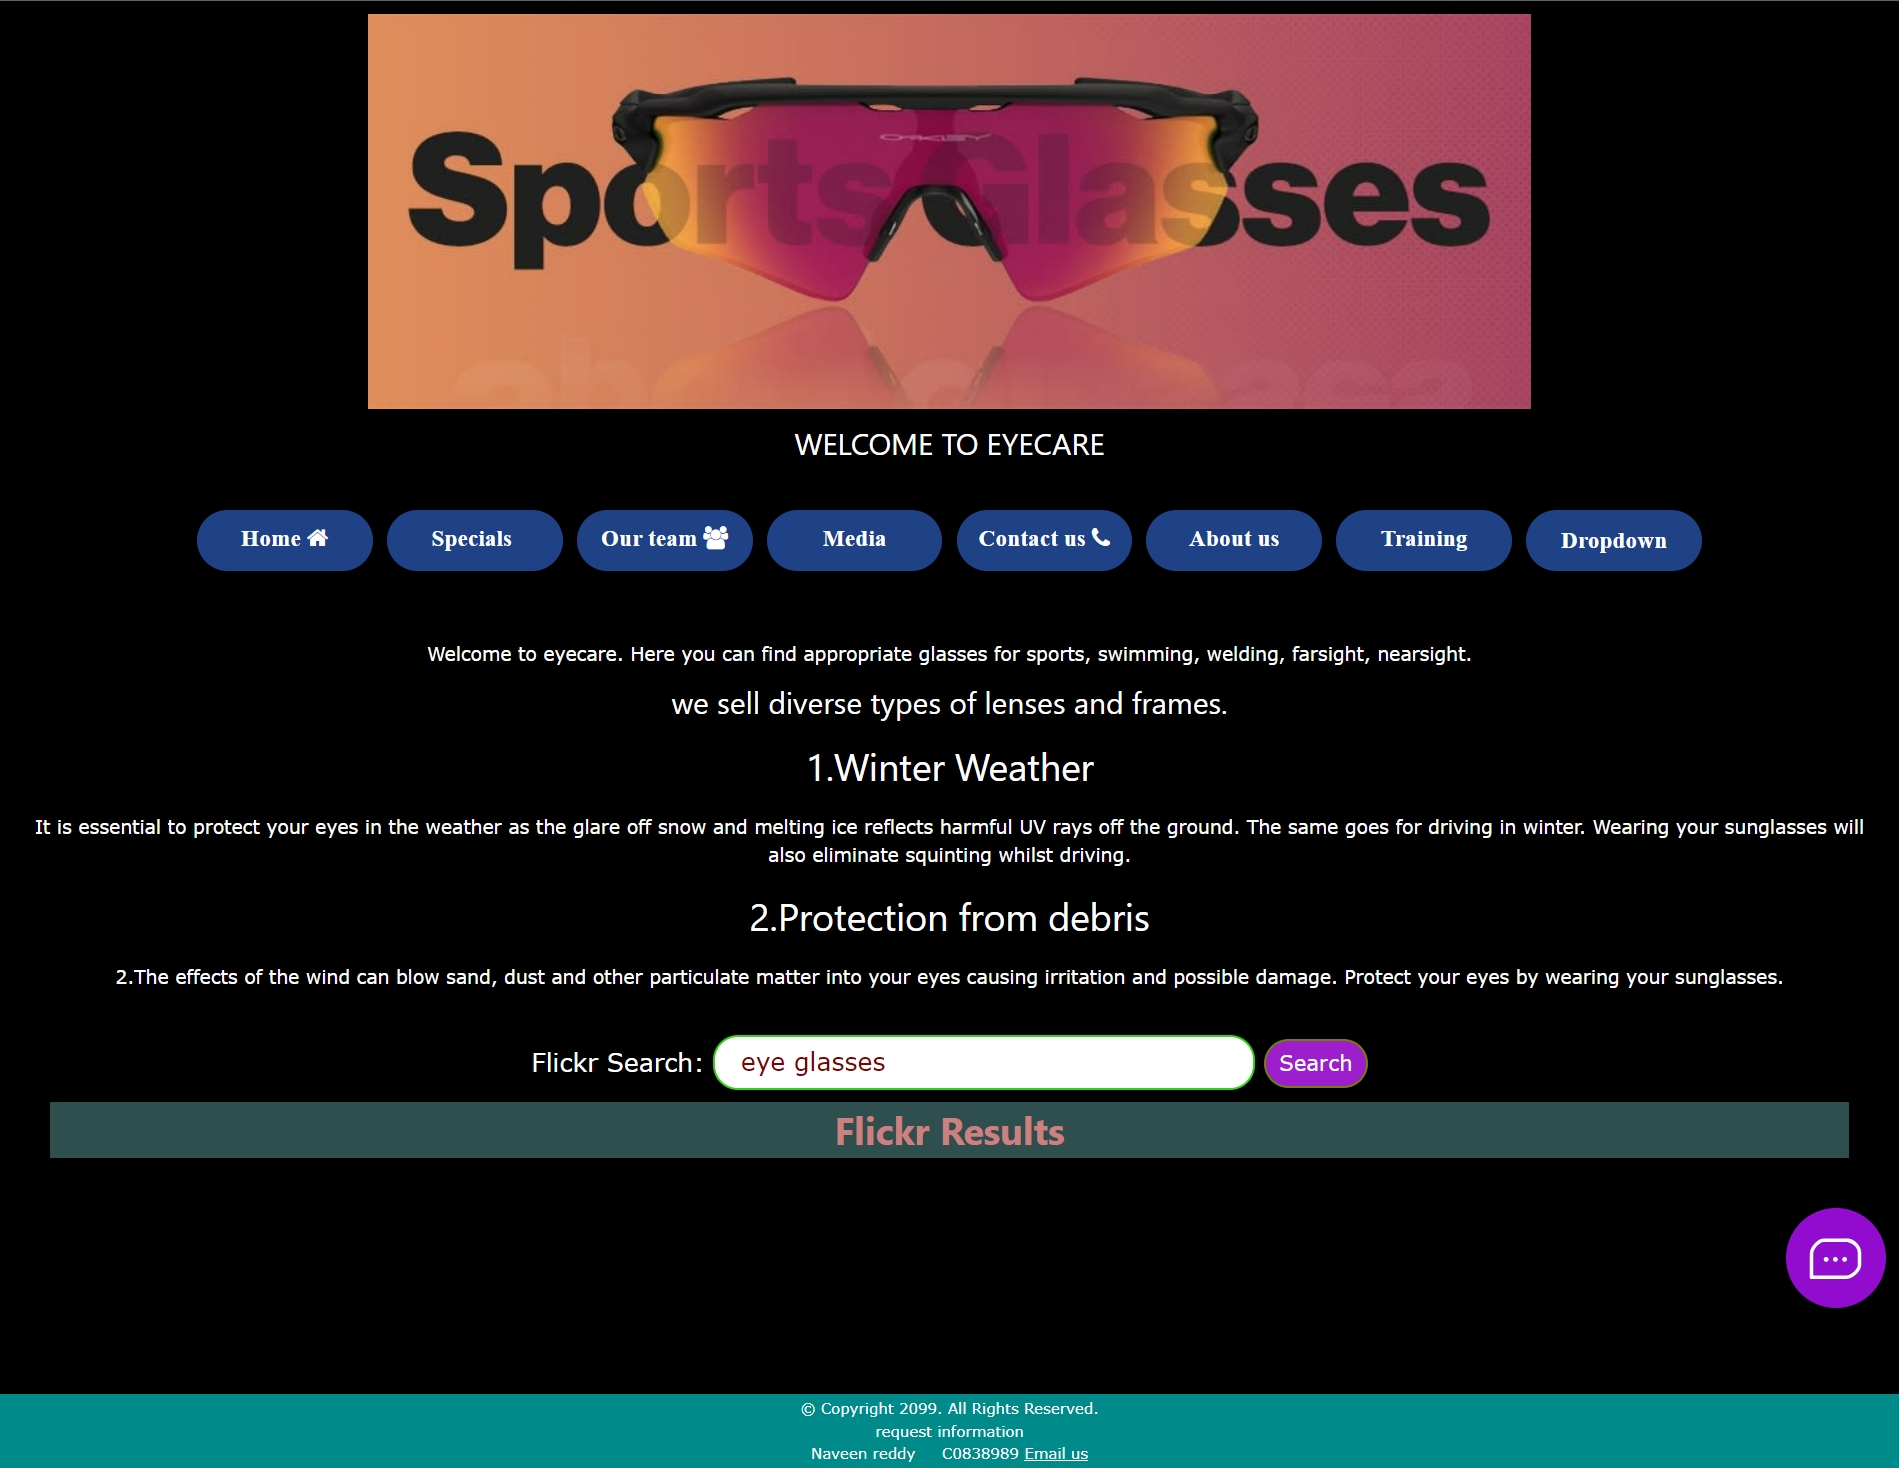 Sports Glasses
OAKLEY
WELCOME TO EYECARE
Home
Specials
Our team
Media
Contact us
About us
Training
Dropdown
Welcome to eyecare. Here you can find appropriate glasses for sports, swimming, welding, farsight, nearsight.
we sell diverse types of lenses and frames.
1.Winter Weather
It is essential to protect your eyes in the weather as the glare off snow and melting ice reflects harmful UV rays off the ground. The same goes for driving in winter. Wearing your sunglasses will
also eliminate squinting whilst driving.
2.Protection from debris
2.The effects of the wind can blow sand, dust and other particulate matter into your eyes causing irritation and possible damage. Protect your eyes by wearing your sunglasses.
Flickr Search: eye glasses Search
Flickr Results
© Copyright 2099. All Rights Reserved.
request information
Naveen reddy C0838989 Email us